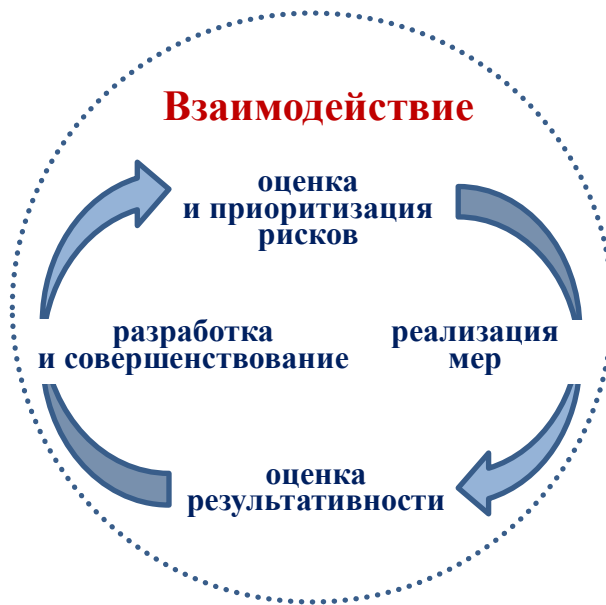 Взаимодействие
оценка
и приоритизация
рисков
разработка
и совершенствование
реализация
мер
оценка
результативности